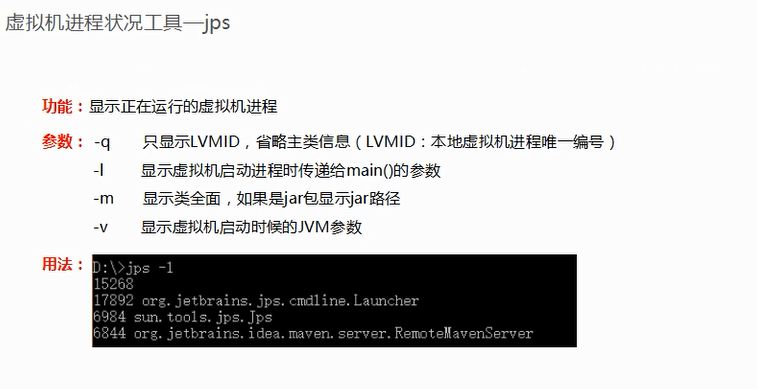 虚拟机进程状况工具—jps
功能：显示正在运行的虚拟机进程
参数： -q 只显示LVMID，省略主类信息（LVMID：本地虚拟机进程唯一编号）
-l 显示虚拟机启动进程时传递给main()的参数
-m 显示类全面，如果是jar包显示jar路径
-v 显示虚拟机启动时候的JVM参数
用法：
D:\>jps -l
15268
17892 org.jetbrains.jps.cmdline.Launcher
6984 sun.tools.jps.Jps
6844 org.jetbrains.idea.maven.server.RemoteMavenServer